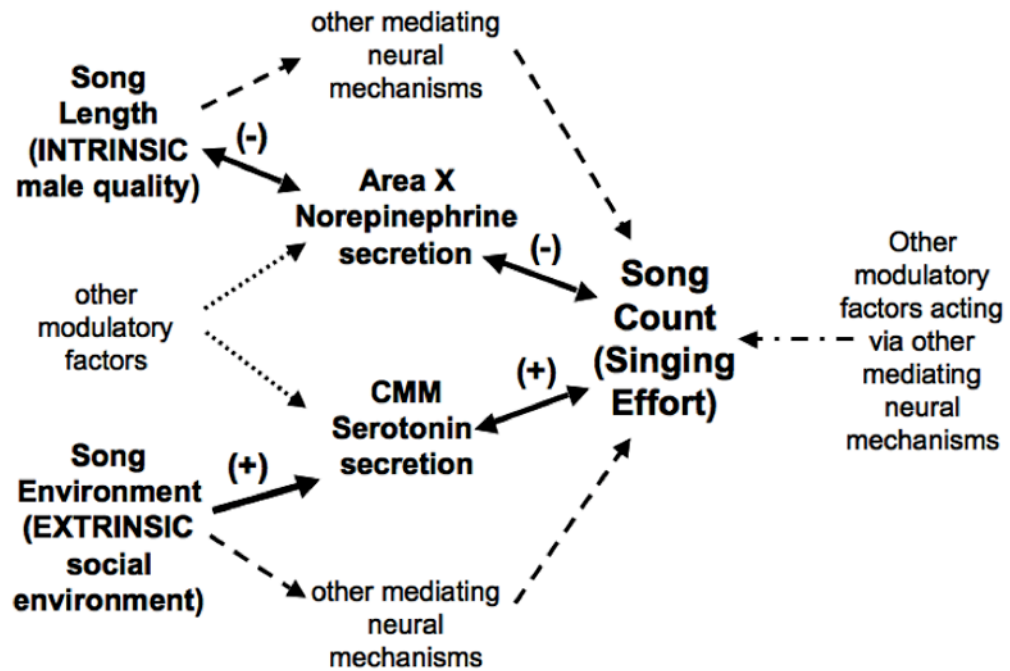 other mediating
neural
mechanisms
Song
Length
(INTRINSIC
male quality)
(-)
Area X
Norepinephrine
secretion
(-)
other
modulatory
factors
Song
Count
(Singing
Effort)
Other
modulatory
factors acting
via other
mediating
neural
mechanisms
CMM
Serotonin
secretion
(+)
Song
Environment
(EXTRINSIC
social
environment)
(+)
other mediating
neural
mechanisms